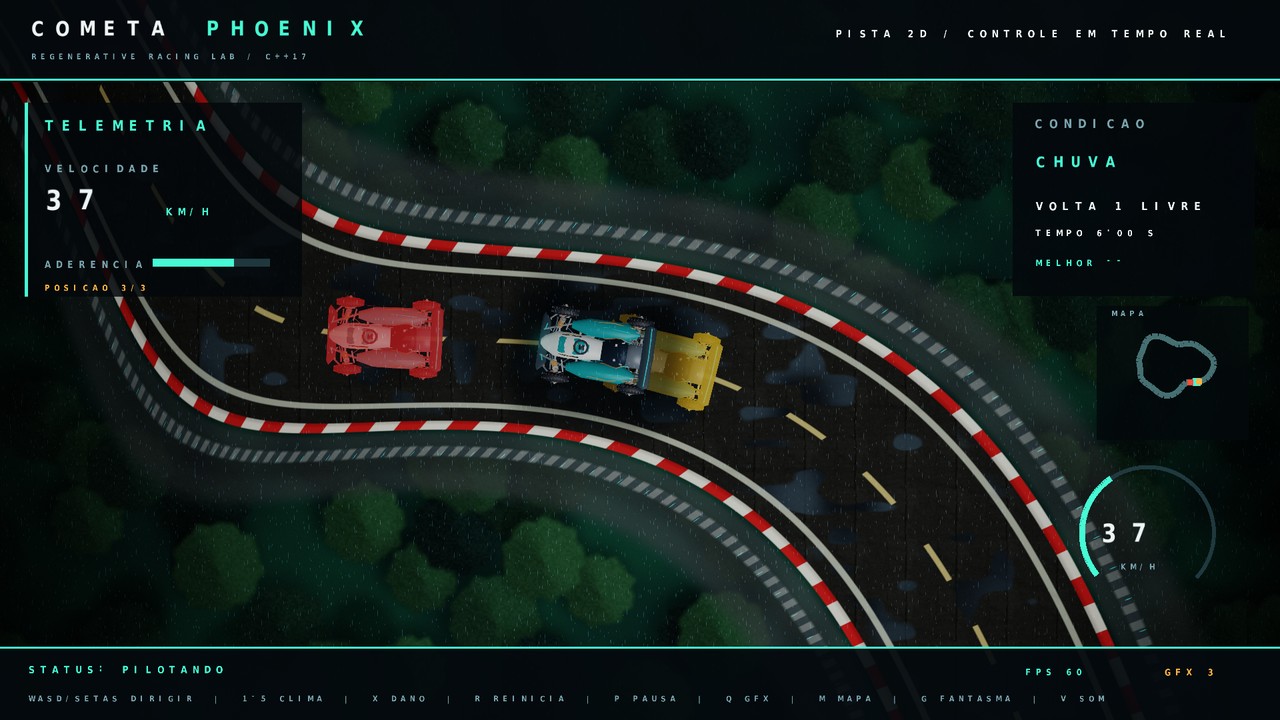 COMETA PHOENIX
REGENERATIVE RACING LAB / C++17
PISTA 2D / CONTROLE EM TEMPO REAL
TELEMETRIA
VELOCIDADE
37 KM/H
ADERENCIA
POSICAO 3/3
CONDICAO
CHUVA
VOLTA 1 LIVRE
TEMPO 6'00 S
MELHOR --
MAPA
37
KM/H
STATUS: PILOTANDO
FPS 60 GFX 3
WASD/SETAS DIRIGIR | 1-5 CLIMA | X DANO | R REINICIA | P PAUSA | Q GFX | M MAPA | G FANTASMA | V SOM